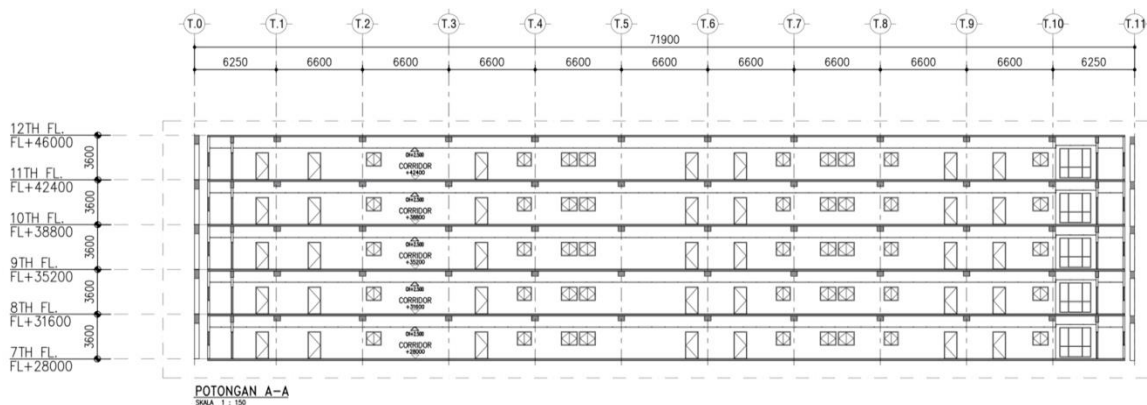 T.0 T.1 T.2 T.3 T.4 T.5 T.6 T.7 T.8 T.9 T.10 T.11
71900
6250 6600 6600 6600 6600 6600 6600 6600 6600 6600 6250
12TH FL.
FL+46000
3600
CORRIDOR
+42400
11TH FL.
FL+42400
3600
CORRIDOR
+38800
10TH FL.
FL+38800
3600
CORRIDOR
+35200
9TH FL.
FL+35200
3600
CORRIDOR
+31600
8TH FL.
FL+31600
3600
CORRIDOR
+28000
7TH FL.
FL+28000
POTONGAN A-A
SKALA 1 : 150